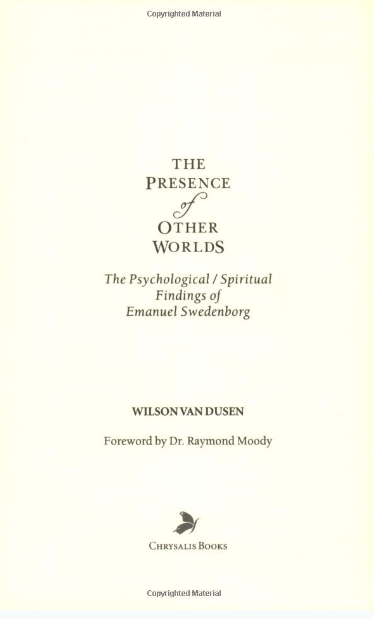 Copyrighted Material
THE
PRESENCE
of
OTHER
WORLDS
The Psychological / Spiritual
Findings of
Emanuel Swedenborg
WILSON VAN DUSEN
Foreword by Dr. Raymond Moody
CHRYSALIS BOOKS
Copyrighted Material